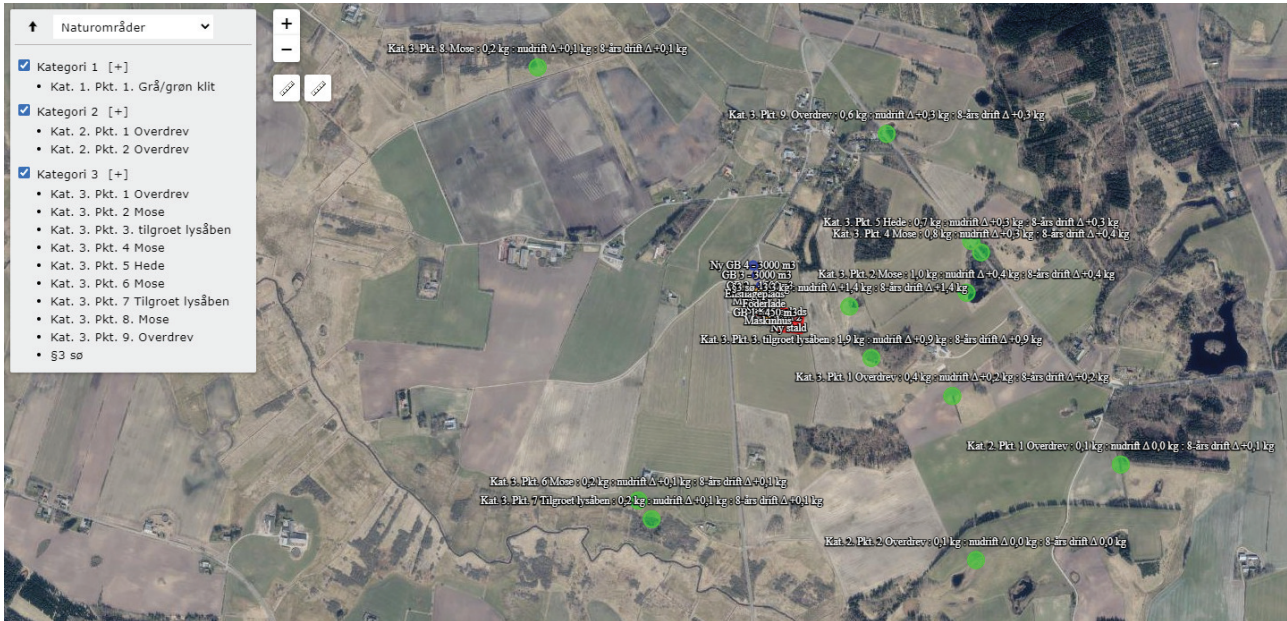 Naturområder
Kategori 1 [+]
Kat. 1. Pkt. 1. Grå/grøn klit
Kategori 2 [+]
Kat. 2. Pkt. 1 Overdrev
Kat. 2. Pkt. 2 Overdrev
Kategori 3 [+]
Kat. 3. Pkt. 1 Overdrev
Kat. 3. Pkt. 2 Mose
Kat. 3. Pkt. 3. tilgroet lysåben
Kat. 3. Pkt. 4 Mose
Kat. 3. Pkt. 5 Hede
Kat. 3. Pkt. 6 Mose
Kat. 3. Pkt. 7 Tilgroet lysåben
Kat. 3. Pkt. 8. Mose
Kat. 3. Pkt. 9. Overdrev
§3 sø
+
−
Kat. 3. Pkt. 8. Mose : 0,2 kg : nudrift Δ +0,1 kg : 8-års drift Δ +0,1 kg
Kat. 3. Pkt. 9. Overdrev : 0,6 kg : nudrift Δ +0,3 kg : 8-års drift Δ +0,3 kg
Kat. 3. Pkt. 5 Hede : 0,7 kg : nudrift Δ +0,3 kg : 8-års drift Δ +0,3 kg
Kat. 3. Pkt. 4 Mose : 0,8 kg : nudrift Δ +0,3 kg : 8-års drift Δ +0,4 kg
Ny GB 4 - 3000 m3
GB 3 - 3000 m3
Kat. 3. Pkt. 2 Mose : 1,0 kg : nudrift Δ +0,4 kg : 8-års drift Δ +0,4 kg
§3 sø : 3,3 kg : nudrift Δ +1,4 kg : 8-års drift Δ +1,4 kg
Ensilageplads
Foderlade
GB 1 - 450 m3
Maskinhus
Ny stald
Kat. 3. Pkt. 3. tilgroet lysåben : 1,9 kg : nudrift Δ +0,9 kg : 8-års drift Δ +0,9 kg
Kat. 3. Pkt. 1 Overdrev : 0,4 kg : nudrift Δ +0,2 kg : 8-års drift Δ +0,2 kg
Kat. 2. Pkt. 1 Overdrev : 0,1 kg : nudrift Δ 0,0 kg : 8-års drift Δ +0,1 kg
Kat. 3. Pkt. 6 Mose : 0,2 kg : nudrift Δ +0,1 kg : 8-års drift Δ +0,1 kg
Kat. 3. Pkt. 7 Tilgroet lysåben : 0,2 kg : nudrift Δ +0,1 kg : 8-års drift Δ +0,1 kg
Kat. 2. Pkt. 2 Overdrev : 0,1 kg : nudrift Δ 0,0 kg : 8-års drift Δ 0,0 kg